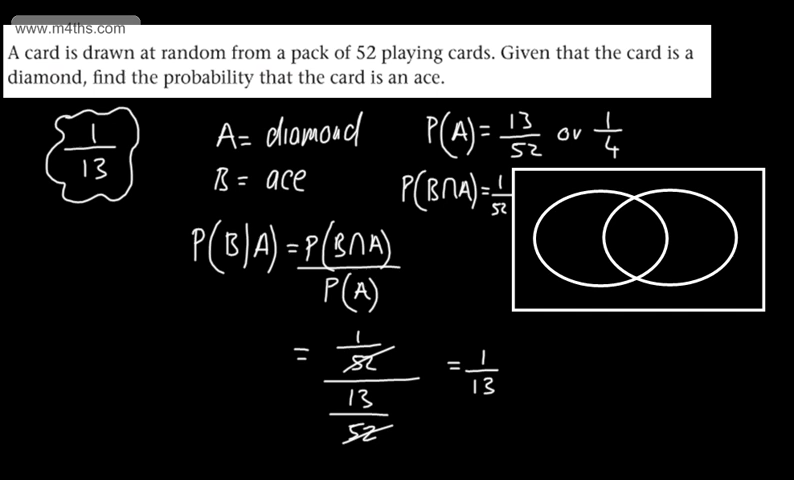 www.m4ths.com
A card is drawn at random from a pack of 52 playing cards. Given that the card is a
diamond, find the probability that the card is an ace.
1/13
A = diamond
P(A) = 13/52 or 1/4
B = ace
P(B∩A) = 1/52
P(B|A) = P(B∩A)/P(A)
= (1/52)/(13/52) = 1/13